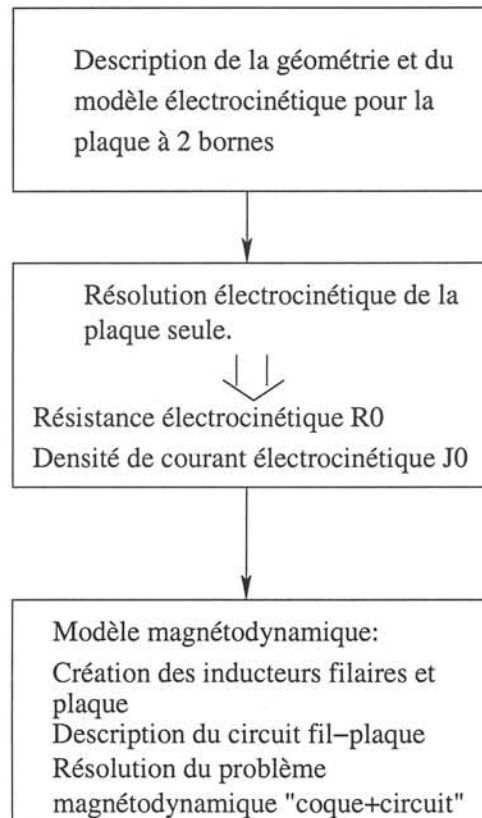 Description de la géométrie et du
modèle électrocinétique pour la
plaque à 2 bornes
Résolution électrocinétique de la
plaque seule.
Résistance électrocinétique R0
Densité de courant électrocinétique J0
Modèle magnétodynamique:
Création des inducteurs filaires et
plaque
Description du circuit fil–plaque
Résolution du problème
magnétodynamique "coque+circuit"